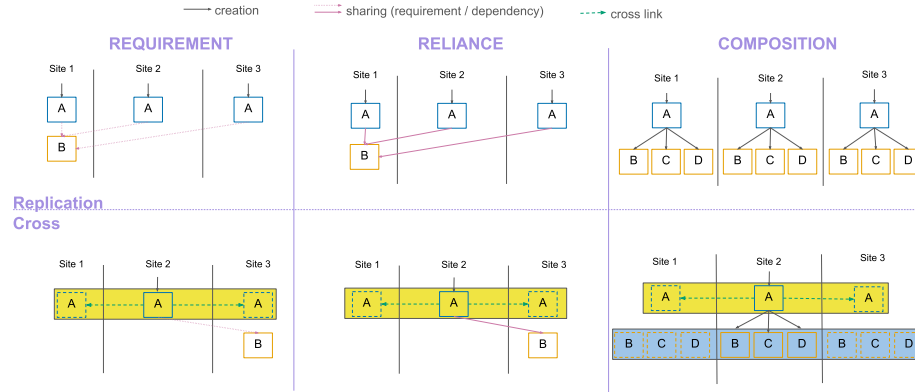 creation
sharing (requirement / dependency)
cross link
REQUIREMENT
RELIANCE
COMPOSITION
Site 1 Site 2 Site 3
A A A
B
Site 1 Site 2 Site 3
A A A
B
Site 1 Site 2 Site 3
A A A
B C D B C D B C D
Replication
Cross
Site 1 Site 2 Site 3
A A A
B
Site 1 Site 2 Site 3
A A A
B
Site 1 Site 2 Site 3
A A A
B C D B C D B C D